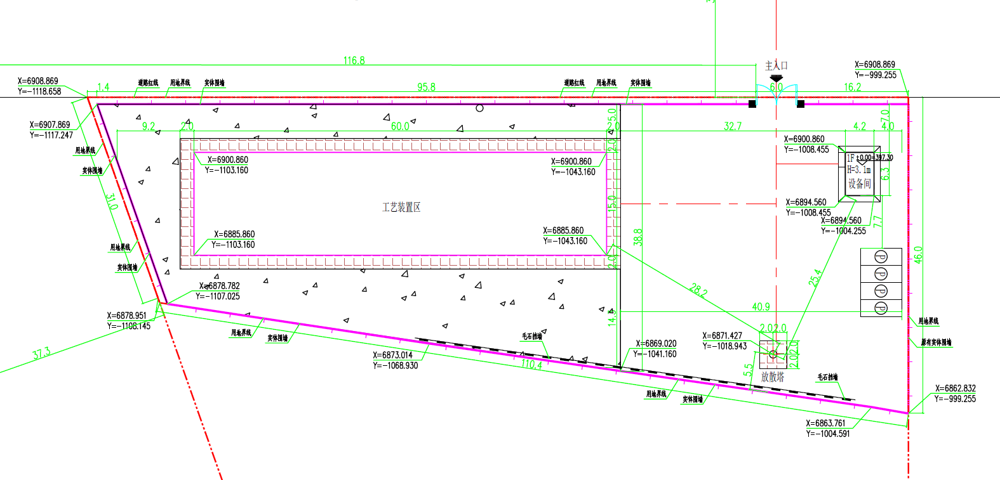 116.8
主入口
X=6908.869
Y=-999.255
X=6908.869
Y=-1118.658
1.4
道路红线
用地界线
实体围墙
95.8
道路红线
用地界线
实体围墙
6.0
16.2
X=6907.869
Y=-1117.247
9.2
2.0
60.0
25.0
2.0
32.7
4.2
4.0
7.0
用地界线
实体围墙
X=6900.860
Y=-1103.160
X=6900.860
Y=-1043.160
2.0
X=6900.860
Y=-1008.455
1F
±0.00=397.30
H=3.1m
设备间
6.3
31.0
工艺装置区
15.0
X=6894.560
Y=-1008.455
X=6894.560
Y=-1004.255
7.7
X=6885.860
Y=-1103.160
X=6885.860
Y=-1043.160
38.8
用地界线
实体围墙
2.0
46.0
P
P
P
P
25.4
28.2
X=6878.782
Y=-1107.025
40.9
14.9
X=6878.951
Y=-1108.145
用地界线
实体围墙
用地界线
原有实体围墙
毛石挡墙
2.0
2.0
X=6871.427
Y=-1018.943
2.0
2.0
X=6869.020
Y=-1041.160
37.3
X=6873.014
Y=-1068.930
110.4
5.5
放散塔
毛石挡墙
用地界线
实体围墙
X=6862.832
Y=-999.255
X=6863.761
Y=-1004.591